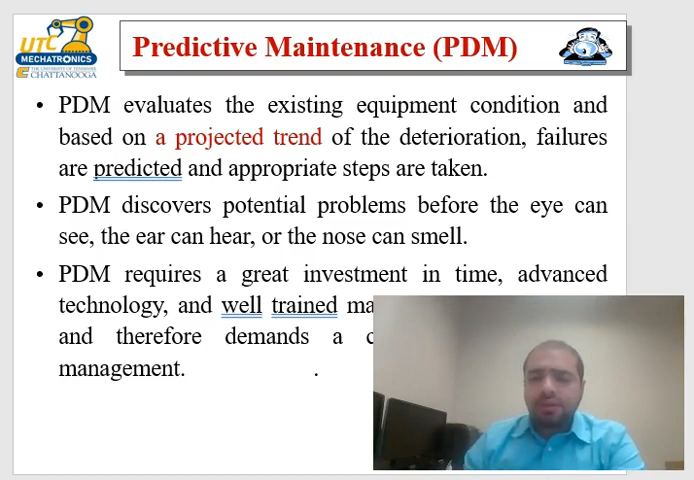 UTC
MECHATRONICS
THE UNIVERSITY OF TENNESSEE
CHATTANOOGA
Predictive Maintenance (PDM)
• PDM evaluates the existing equipment condition and
based on a projected trend of the deterioration, failures
are predicted and appropriate steps are taken.
• PDM discovers potential problems before the eye can
see, the ear can hear, or the nose can smell.
• PDM requires a great investment in time, advanced
technology, and well trained ma
and therefore demands a c
management. .